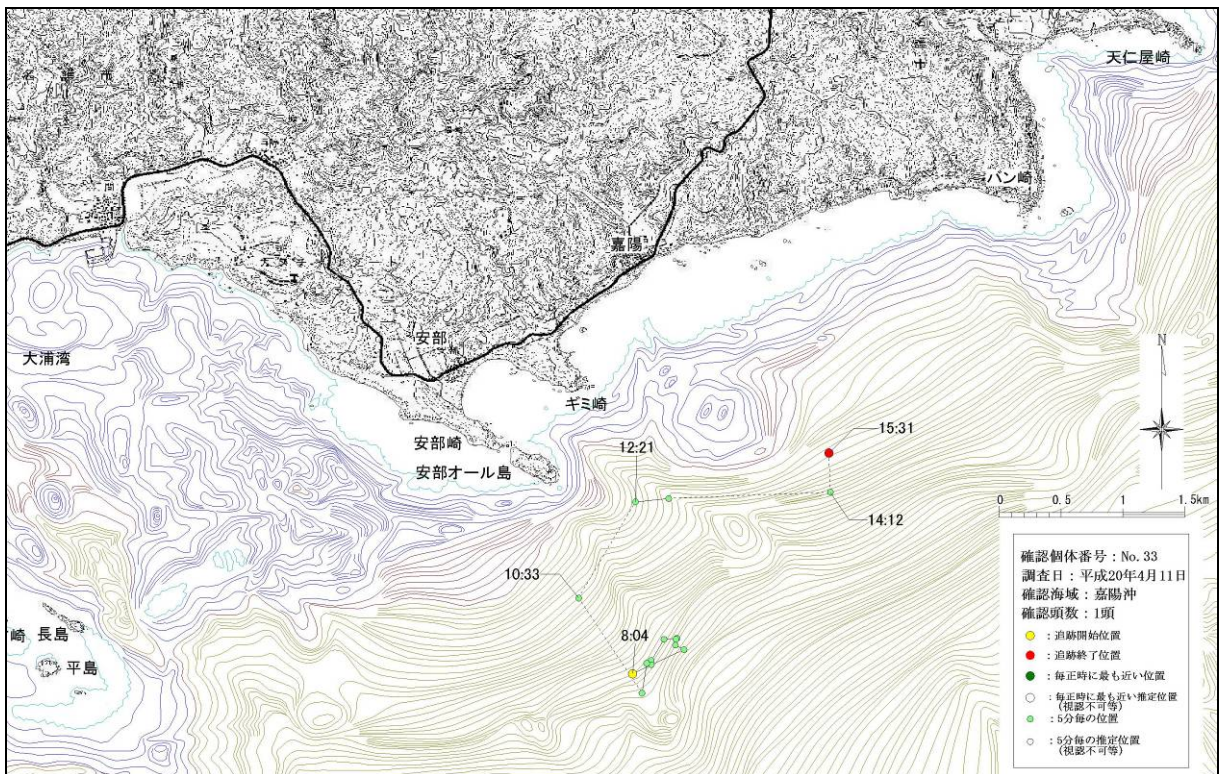 天仁屋崎
バン崎
嘉陽
安部
大浦湾
ギミ崎
安部崎
安部オール島
12:21
15:31
14:12
10:33
8:04
長島
崎
平島
N
0 0.5 1 1.5km
確認個体番号：No.33
調査日：平成20年4月11日
確認海域：嘉陽沖
確認頭数：1頭
：追跡開始位置
：追跡終了位置
：毎正時に最も近い位置
：毎正時に最も近い推定位置
（視認不可等）
：5分毎の位置
：5分毎の推定位置
（視認不可等）